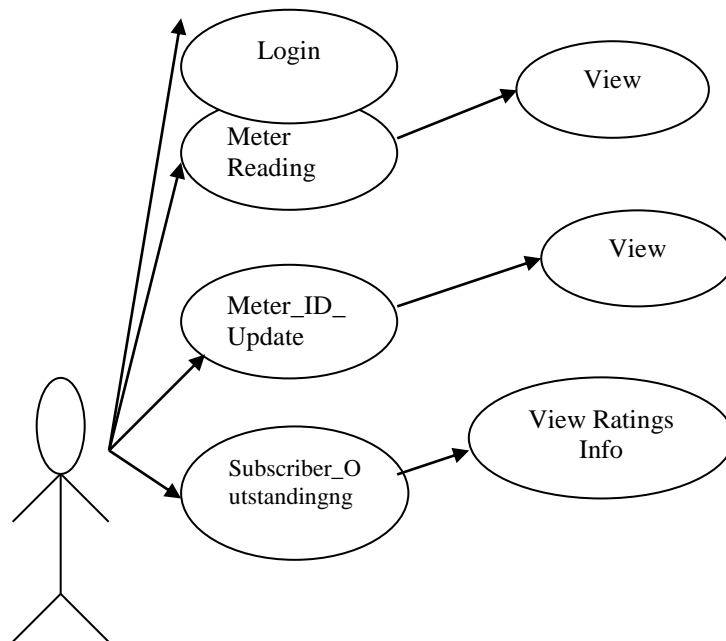 Login
View
Meter
Reading
View
Meter_ID_
Update
View Ratings
Info
Subscriber_O
utstandingng